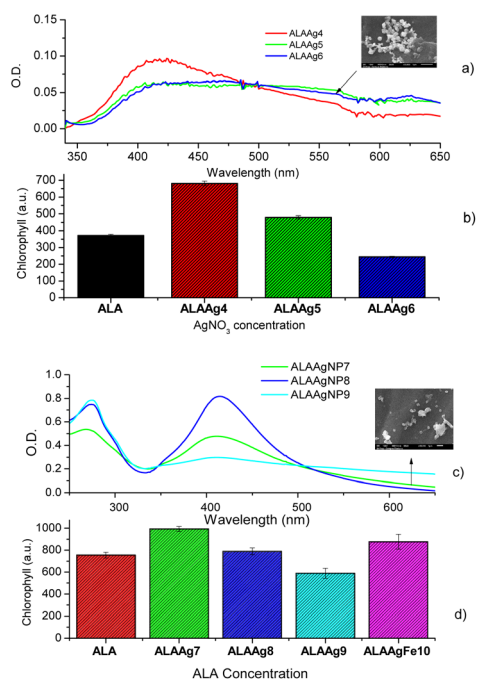 ALAAg4
ALAAg5
ALAAg6
a)
O.D.
0.15
0.10
0.05
0.00
350 400 450 500 550 600 650
Wavelength (nm)
b)
Chlorophyll (a.u.)
700
600
500
400
300
200
100
0
ALA ALAAg4 ALAAg5 ALAAg6
AgNO3 concentration
ALAAgNP7
ALAAgNP8
ALAAgNP9
c)
O.D.
1.0
0.8
0.6
0.4
0.2
0.0
300 400 500 600
Wavelength (nm)
d)
Chlorophyll (a.u.)
1000
800
600
400
200
0
ALA ALAAg7 ALAAg8 ALAAg9 ALAAgFe10
ALA Concentration